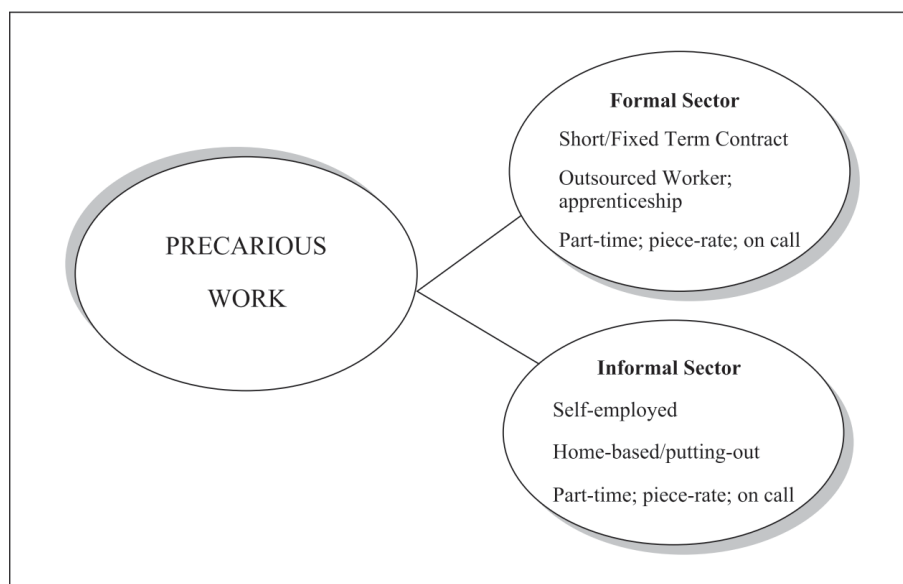 PRECARIOUS
WORK
Formal Sector
Short/Fixed Term Contract
Outsourced Worker;
apprenticeship
Part-time; piece-rate; on call
Informal Sector
Self-employed
Home-based/putting-out
Part-time; piece-rate; on call